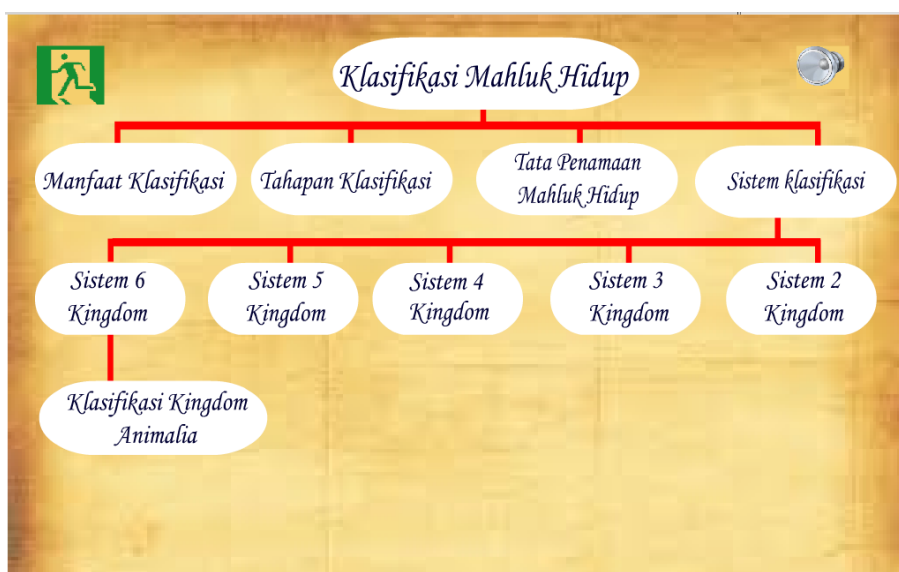 Klasifikasi Mahluk Hidup
Manfaat Klasifikasi
Tahapan Klasifikasi
Tata Penamaan
Mahluk Hidup
Sistem klasifikasi
Sistem 6
Kingdom
Sistem 5
Kingdom
Sistem 4
Kingdom
Sistem 3
Kingdom
Sistem 2
Kingdom
Klasifikasi Kingdom
Animalia